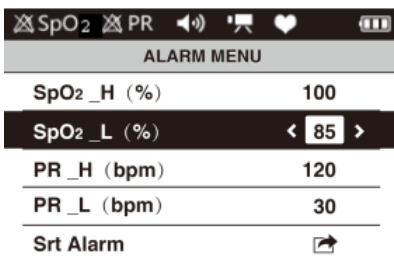 SpO2 PR
ALARM MENU
SpO2 _H (%) 100
SpO2 _L (%) < 85 >
PR _H (bpm) 120
PR _L (bpm) 30
Srt Alarm